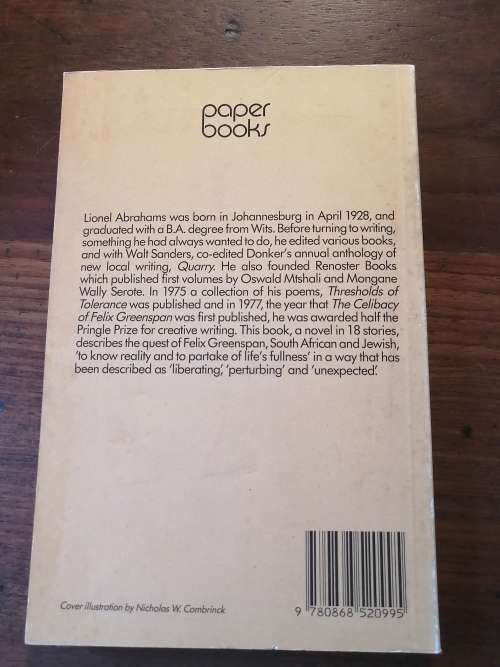 paper
books
Lionel Abrahams was born in Johannesburg in April 1928, and
graduated with a B.A. degree from Wits. Before turning to writing,
something he had always wanted to do, he edited various books,
and with Walt Sanders, co-edited Donker's annual anthology of
new local writing, Quarry. He also founded Renoster Books
which published first volumes by Oswald Mtshali and Mongane
Wally Serote. In 1975 a collection of his poems, Thresholds of
Tolerance was published and in 1977, the year that The Celibacy
of Felix Greenspan was first published, he was awarded half the
Pringle Prize for creative writing. This book, a novel in 18 stories,
describes the quest of Felix Greenspan, South African and Jewish,
'to know reality and to partake of life's fullness' in a way that has
been described as 'liberating', 'perturbing' and 'unexpected'.
Cover illustration by Nicholas W. Combrinck
9 780868 520995